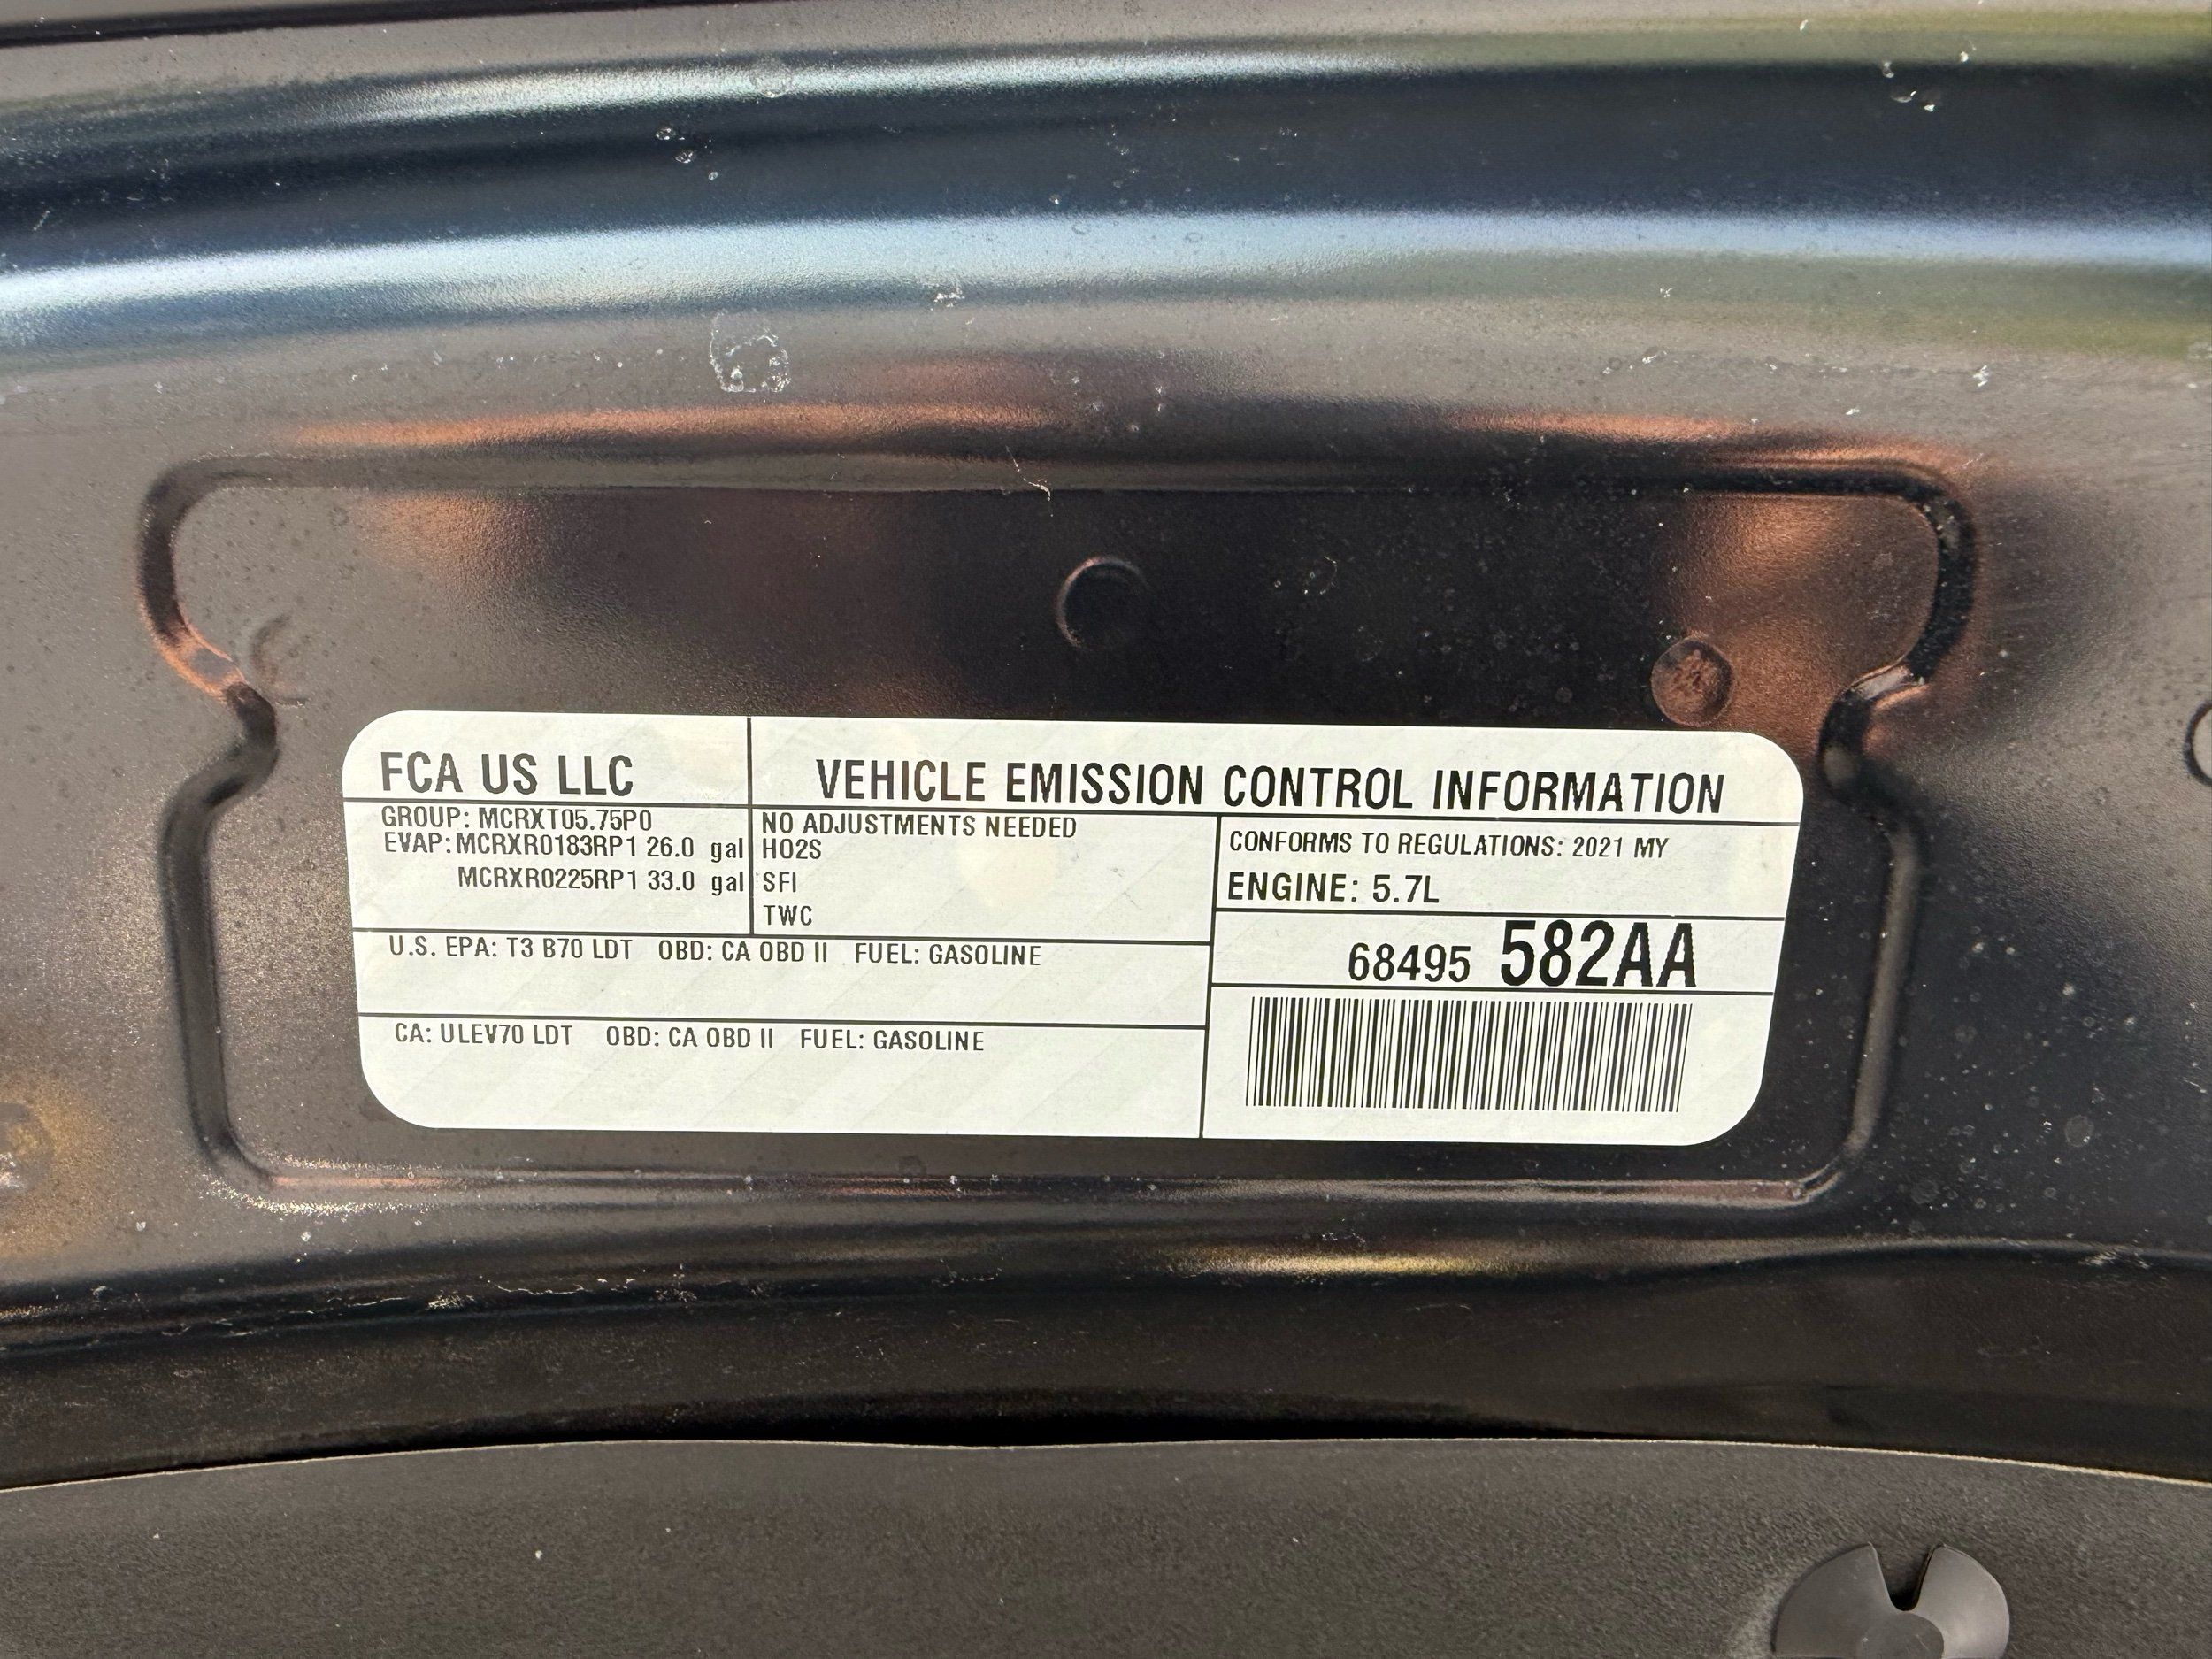 FCA US LLC
VEHICLE EMISSION CONTROL INFORMATION
GROUP: MCRXT05.75P0
EVAP: MCRXR0183RP1 26.0 gal
MCRXR0225RP1 33.0 gal
NO ADJUSTMENTS NEEDED
HO2S
SFI
TWC
CONFORMS TO REGULATIONS: 2021 MY
ENGINE: 5.7L
U.S. EPA: T3 B70 LDT OBD: CA OBD II FUEL: GASOLINE
68495 582AA
CA: ULEV70 LDT OBD: CA OBD II FUEL: GASOLINE